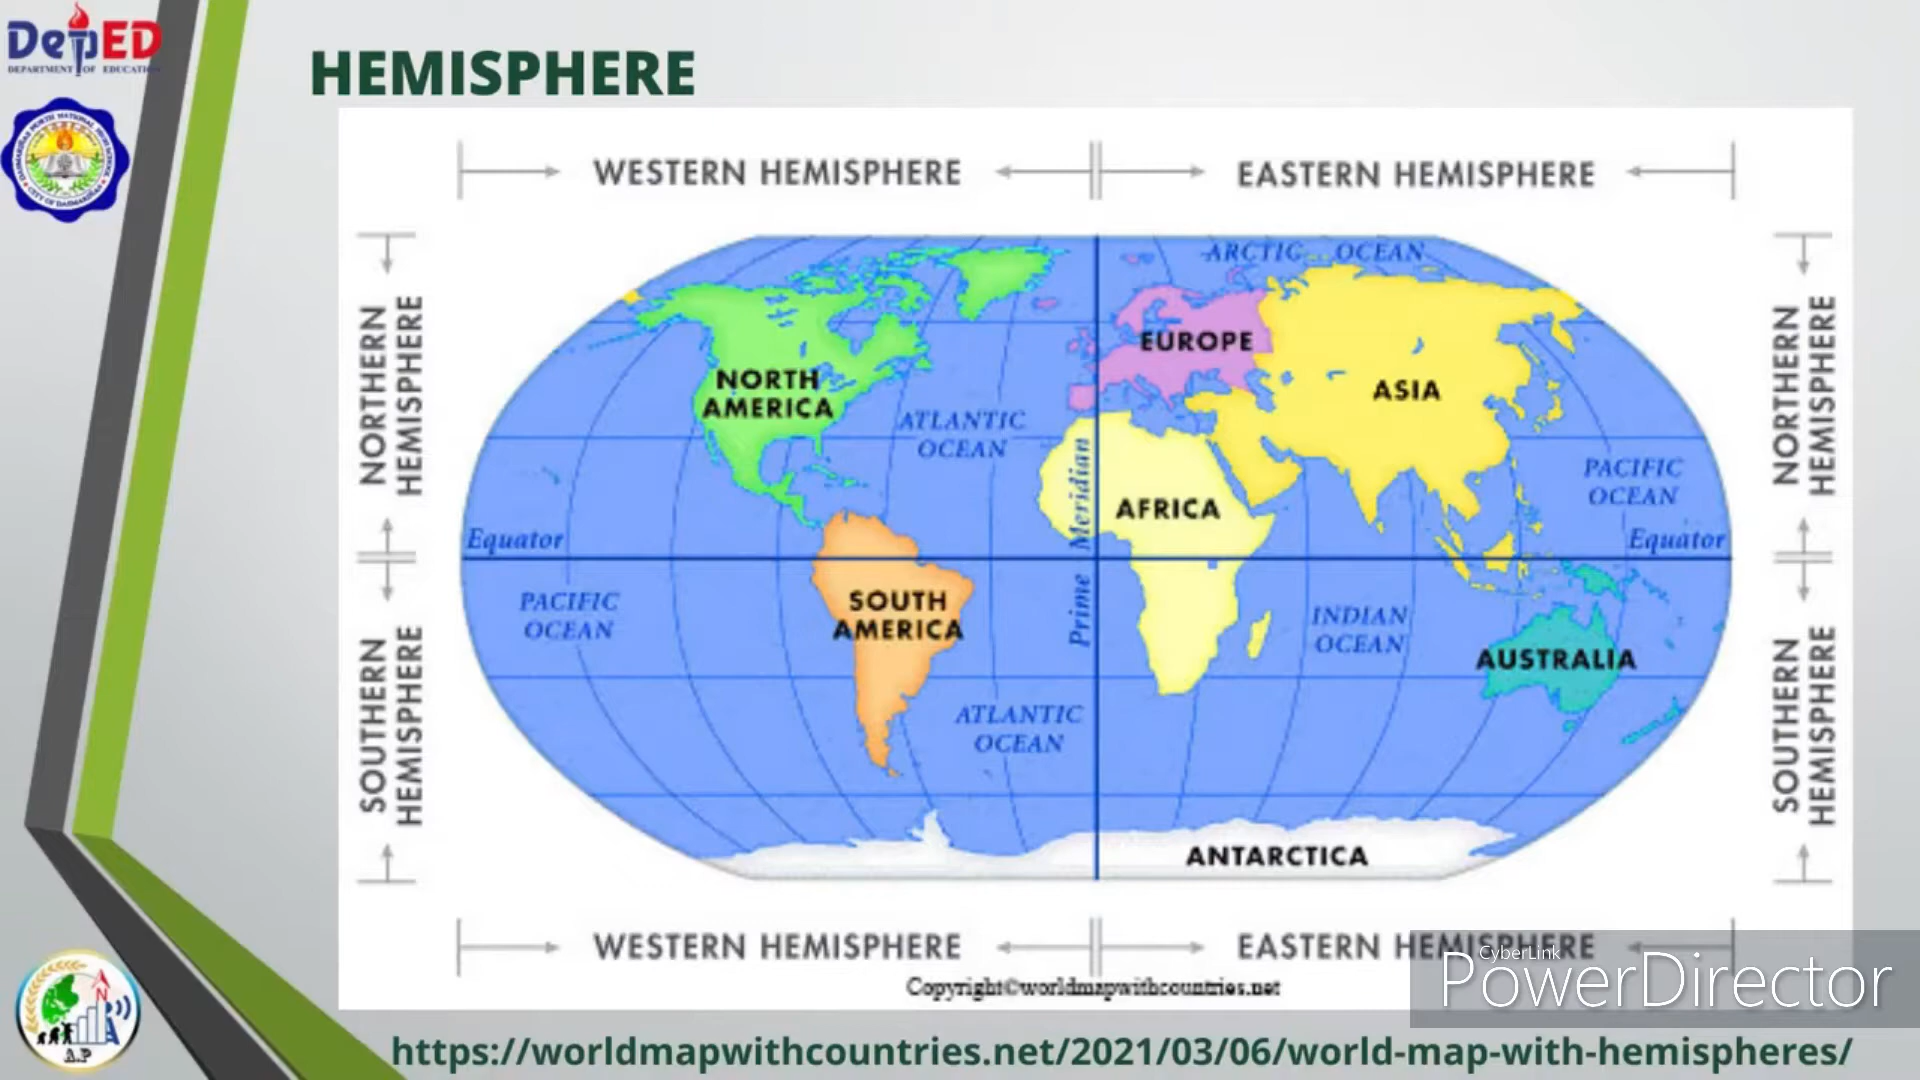 DepED
DEPARTMENT OF EDUCATION
HEMISPHERE
WESTERN HEMISPHERE
EASTERN HEMISPHERE
NORTHERN
HEMISPHERE
SOUTHERN
HEMISPHERE
ARCTIC OCEAN
NORTH
AMERICA
EUROPE
ASIA
ATLANTIC
OCEAN
AFRICA
PACIFIC
OCEAN
Equator
Equator
Prime Meridian
PACIFIC
OCEAN
SOUTH
AMERICA
INDIAN
OCEAN
AUSTRALIA
ATLANTIC
OCEAN
ANTARCTICA
NORTHERN
HEMISPHERE
SOUTHERN
HEMISPHERE
WESTERN HEMISPHERE
EASTERN HEMISPHERE
Copyright©worldmapwithcountries.net
CyberLink
PowerDirector
A.P
https://worldmapwithcountries.net/2021/03/06/world-map-with-hemispheres/